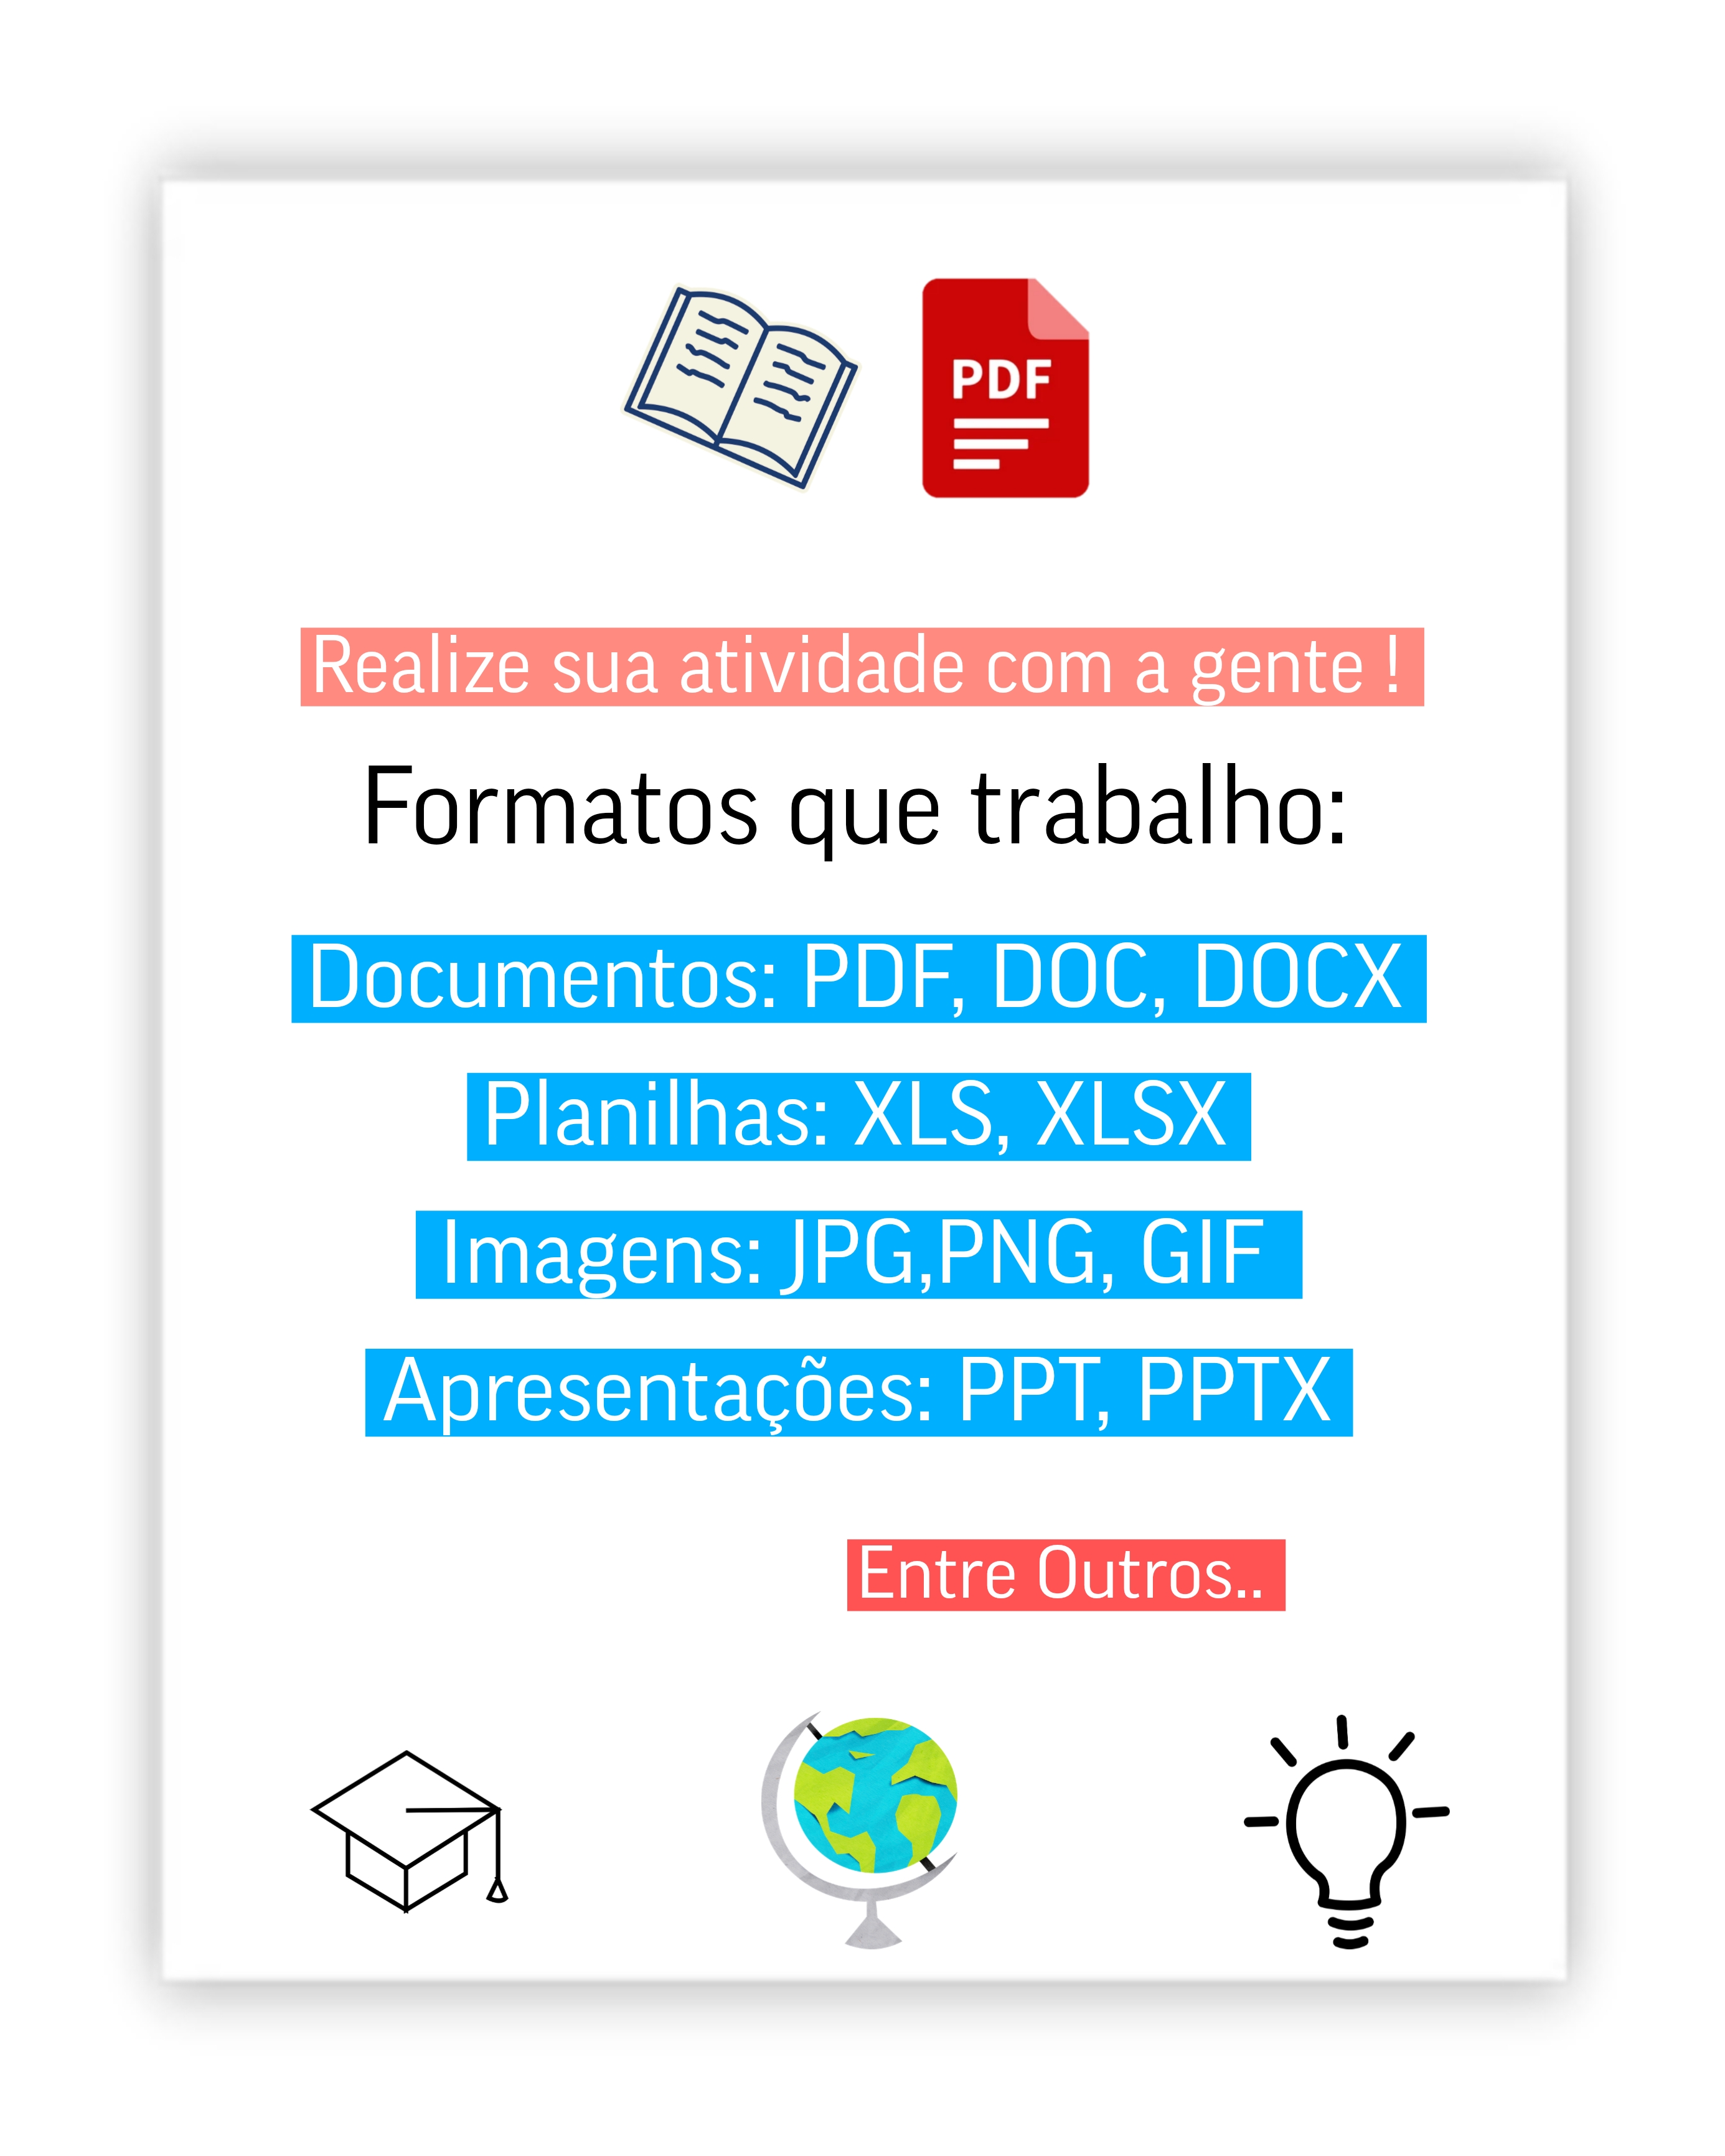 PDF
Realize sua atividade com a gente !
Formatos que trabalho:
Documentos: PDF, DOC, DOCX
Planilhas: XLS, XLSX
Imagens: JPG,PNG, GIF
Apresentações: PPT, PPTX
Entre Outros..